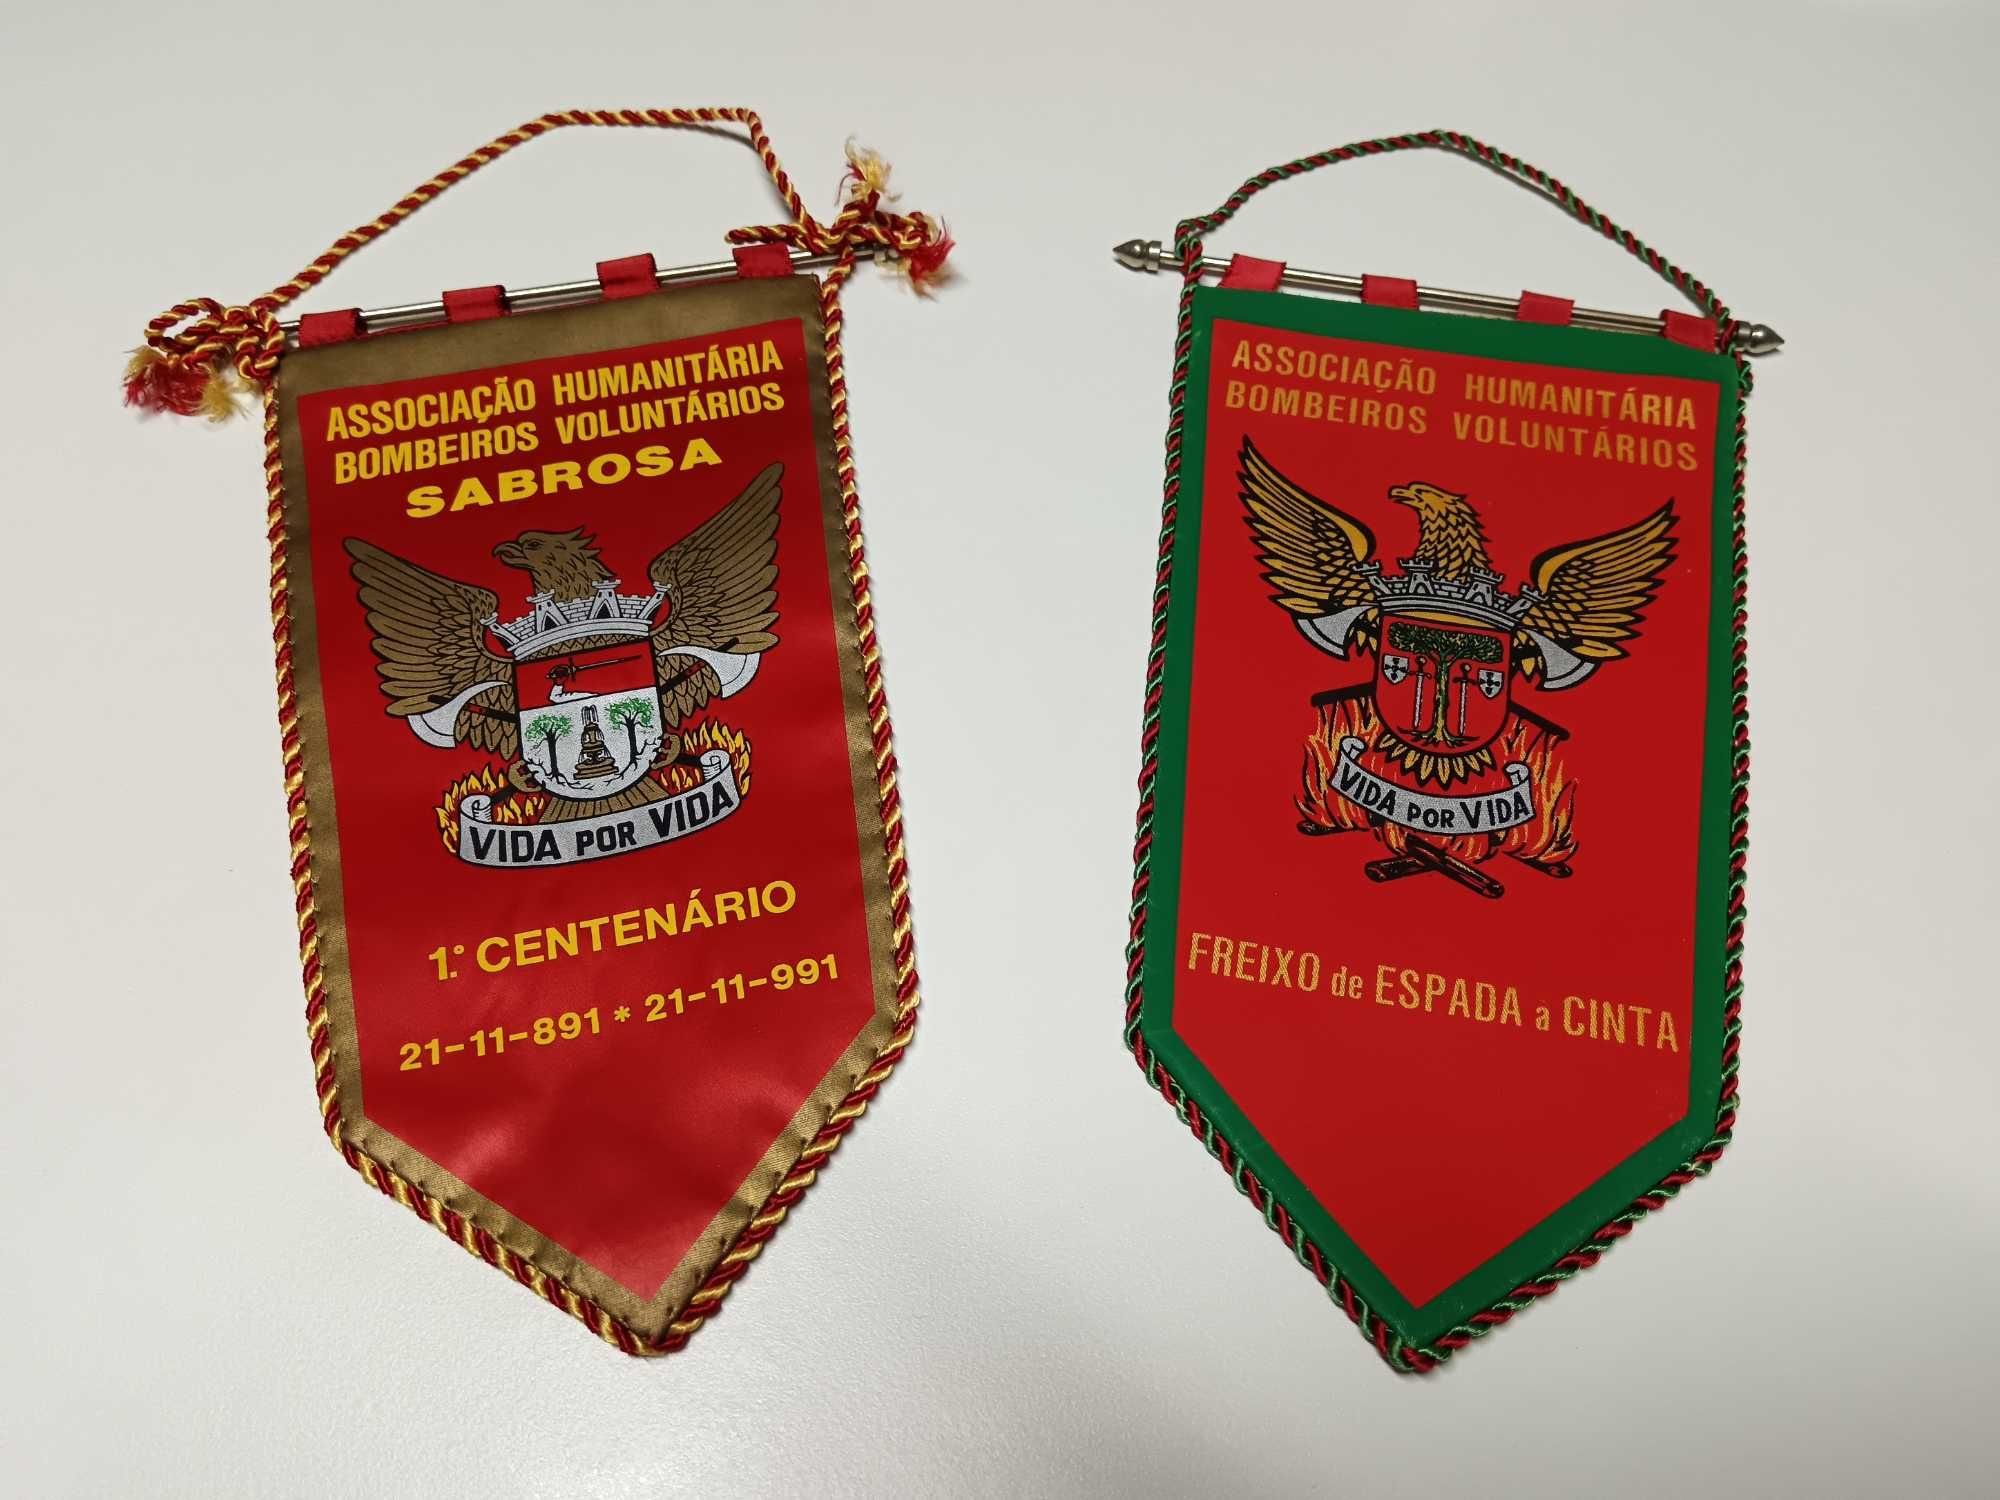 ASSOCIAÇÃO HUMANITÁRIA
BOMBEIROS VOLUNTÁRIOS
SABROSA
VIDA POR VIDA
1.º CENTENÁRIO
21-11-891 * 21-11-991
ASSOCIAÇÃO HUMANITÁRIA
BOMBEIROS VOLUNTÁRIOS
VIDA POR VIDA
FREIXO de ESPADA à CINTA